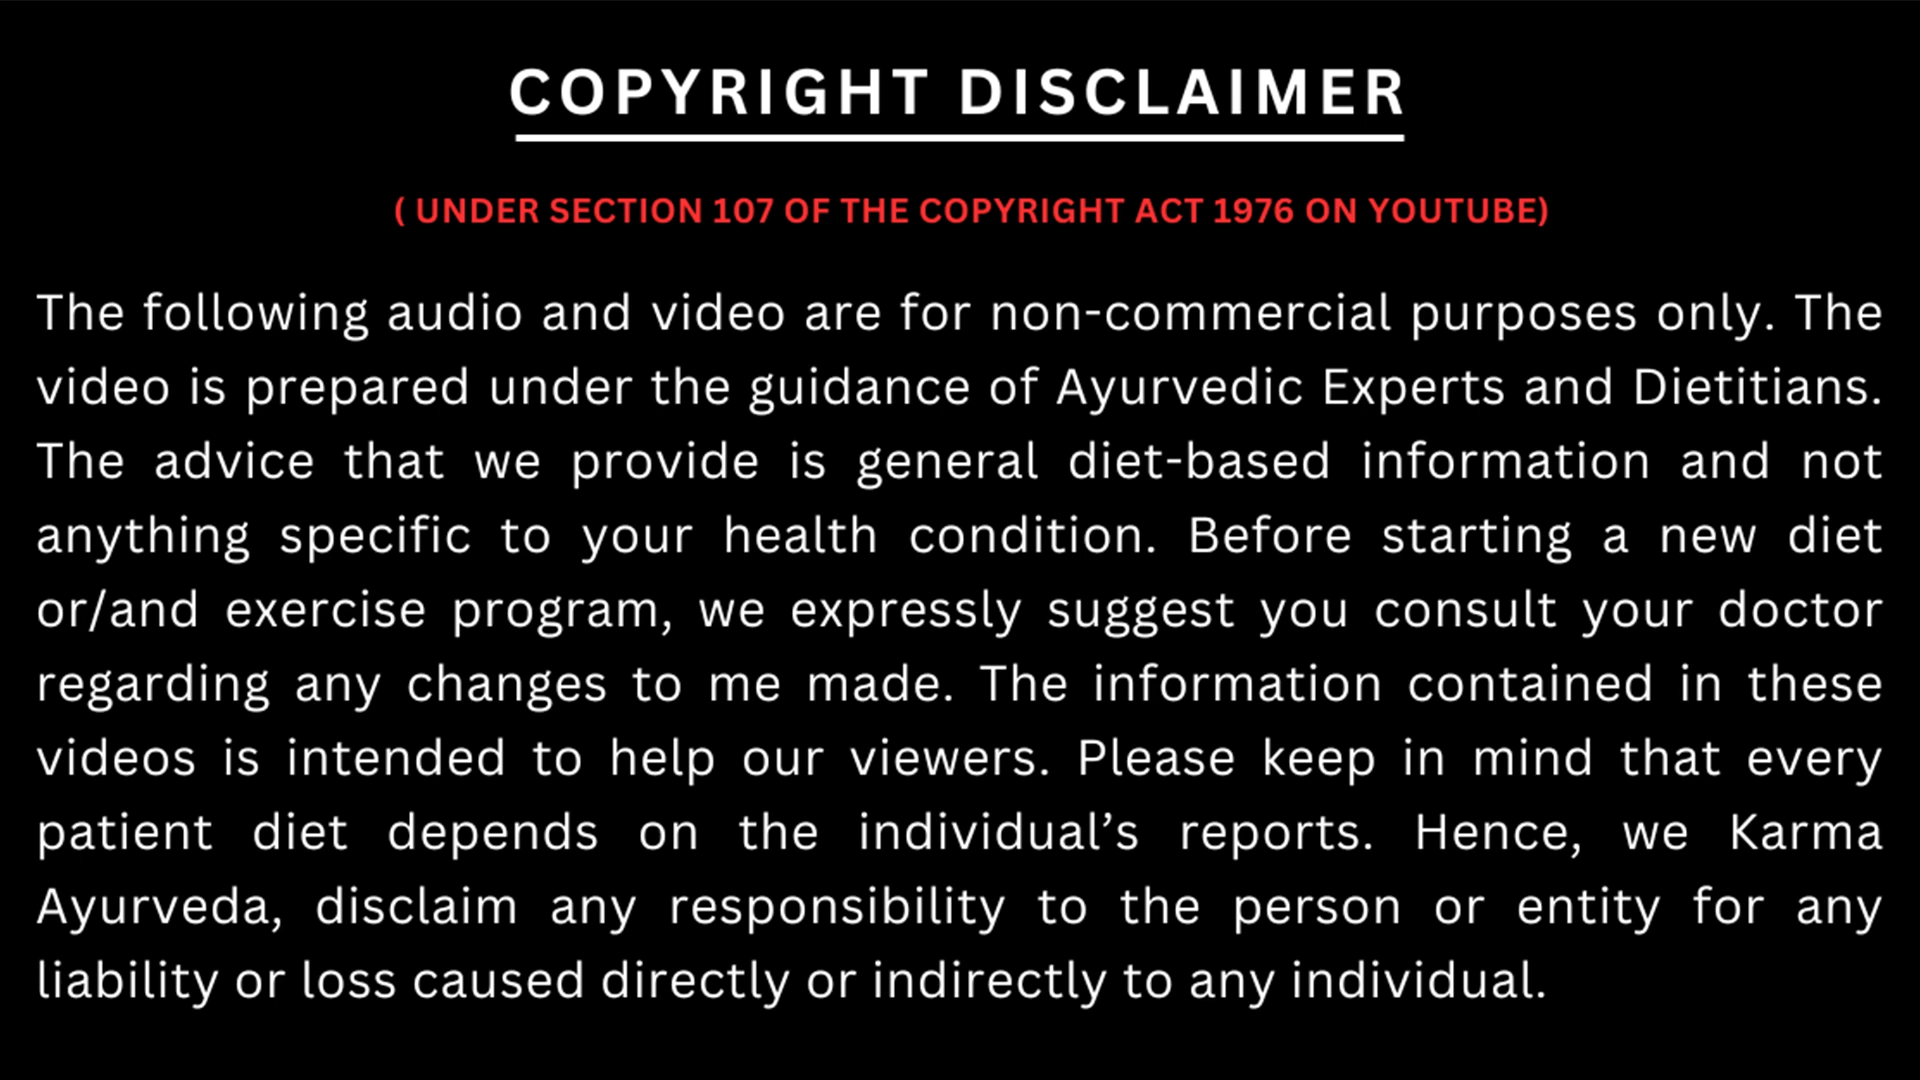 COPYRIGHT DISCLAIMER
( UNDER SECTION 107 OF THE COPYRIGHT ACT 1976 ON YOUTUBE)
The following audio and video are for non-commercial purposes only. The
video is prepared under the guidance of Ayurvedic Experts and Dietitians.
The advice that we provide is general diet-based information and not
anything specific to your health condition. Before starting a new diet
or/and exercise program, we expressly suggest you consult your doctor
regarding any changes to me made. The information contained in these
videos is intended to help our viewers. Please keep in mind that every
patient diet depends on the individual’s reports. Hence, we Karma
Ayurveda, disclaim any responsibility to the person or entity for any
liability or loss caused directly or indirectly to any individual.